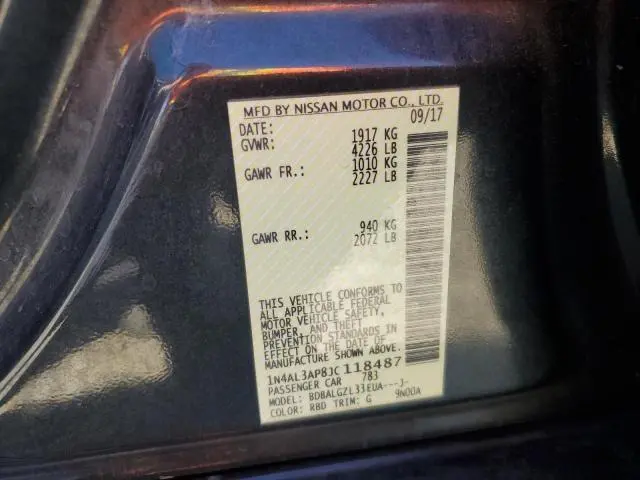 MFD BY NISSAN MOTOR CO., LTD.
DATE: 09/17
GVWR: 1917 KG
4226 LB
GAWR FR.: 1010 KG
2227 LB
GAWR RR.: 940 KG
2072 LB
THIS VEHICLE CONFORMS TO
ALL APPLICABLE FEDERAL
MOTOR VEHICLE SAFETY,
BUMPER, AND THEFT
PREVENTION STANDARDS IN
EFFECT ON THE DATE OF
MANUFACTURE SHOWN ABOVE.
1N4AL3AP8JC118487
PASSENGER CAR 783
MODEL: BDBALGZL33EUA---J-
COLOR: RBD TRIM: G 9N00A